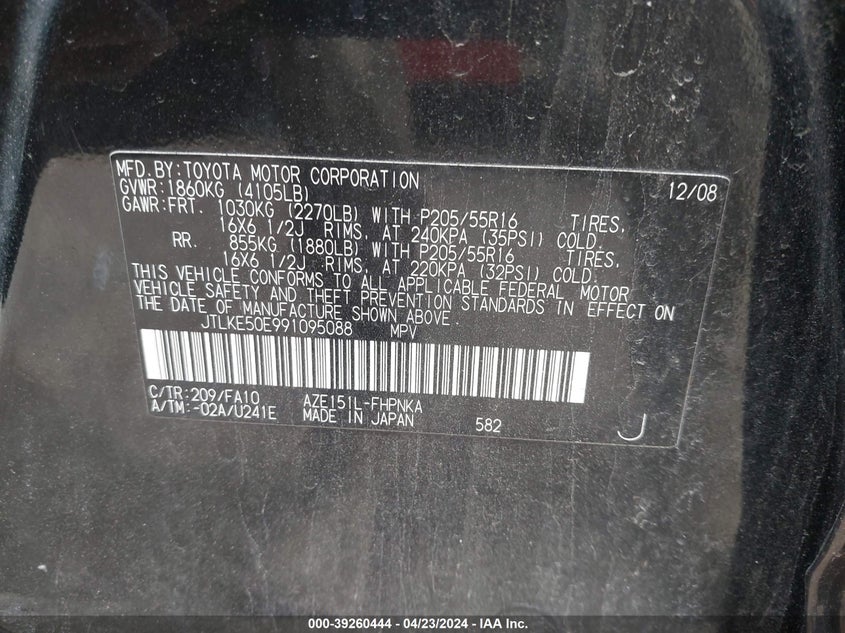 MFD.BY:TOYOTA MOTOR CORPORATION 12/08
GVWR:1860KG (4105LB)
GAWR:FRT. 1030KG (2270LB) WITH P205/55R16 TIRES,
16X6 1/2J RIMS, AT 240KPA (35PSI) COLD.
RR. 855KG (1880LB) WITH P205/55R16 TIRES,
16X6 1/2J RIMS, AT 220KPA (32PSI) COLD.
THIS VEHICLE CONFORMS TO ALL APPLICABLE FEDERAL MOTOR
VEHICLE SAFETY AND THEFT PREVENTION STANDARDS IN EFFECT ON
THE DATE OF MANUFACTURE SHOWN ABOVE.
JTLKE50E991095088 MPV
C/TR:209/FA10 AZE151L-FHPNKA
A/TM:-02A/U241E MADE IN JAPAN 582 J
000-39260444 - 04/23/2024 - IAA Inc.